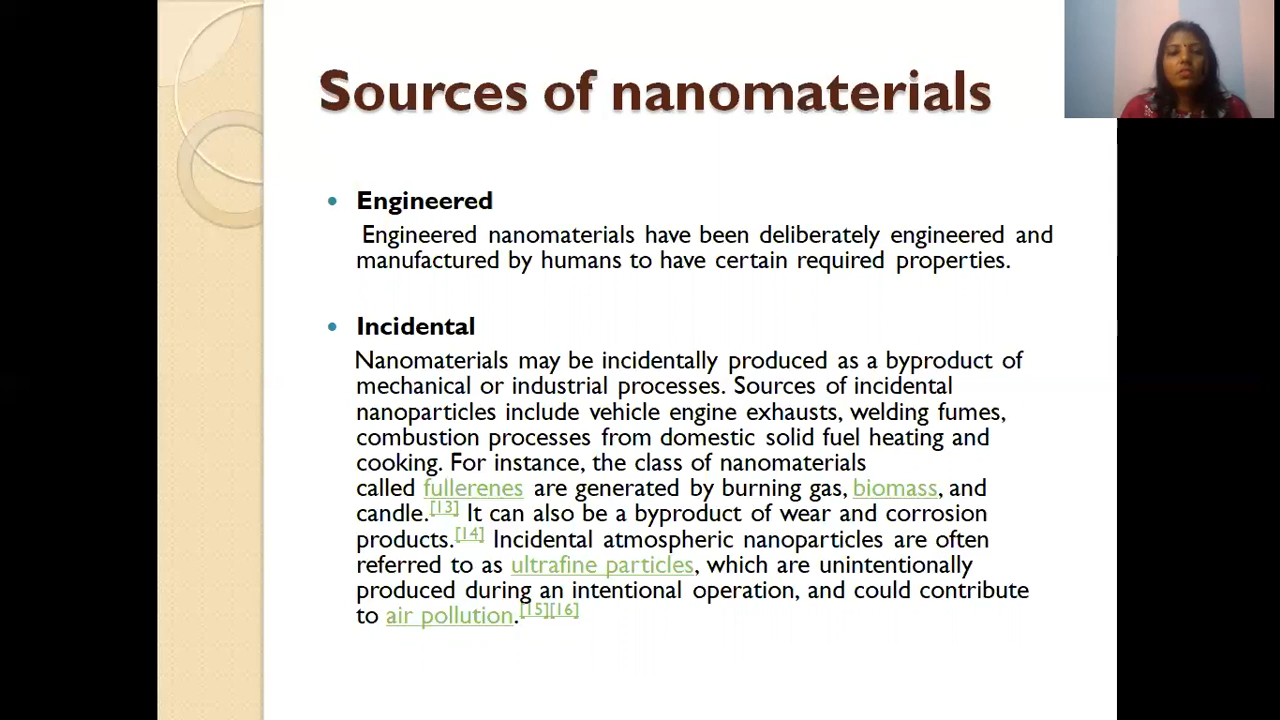 Sources of nanomaterials
• Engineered
Engineered nanomaterials have been deliberately engineered and
manufactured by humans to have certain required properties.
• Incidental
Nanomaterials may be incidentally produced as a byproduct of
mechanical or industrial processes. Sources of incidental
nanoparticles include vehicle engine exhausts, welding fumes,
combustion processes from domestic solid fuel heating and
cooking. For instance, the class of nanomaterials
called fullerenes are generated by burning gas, biomass, and
candle.[13] It can also be a byproduct of wear and corrosion
products.[14] Incidental atmospheric nanoparticles are often
referred to as ultrafine particles, which are unintentionally
produced during an intentional operation, and could contribute
to air pollution.[15][16]